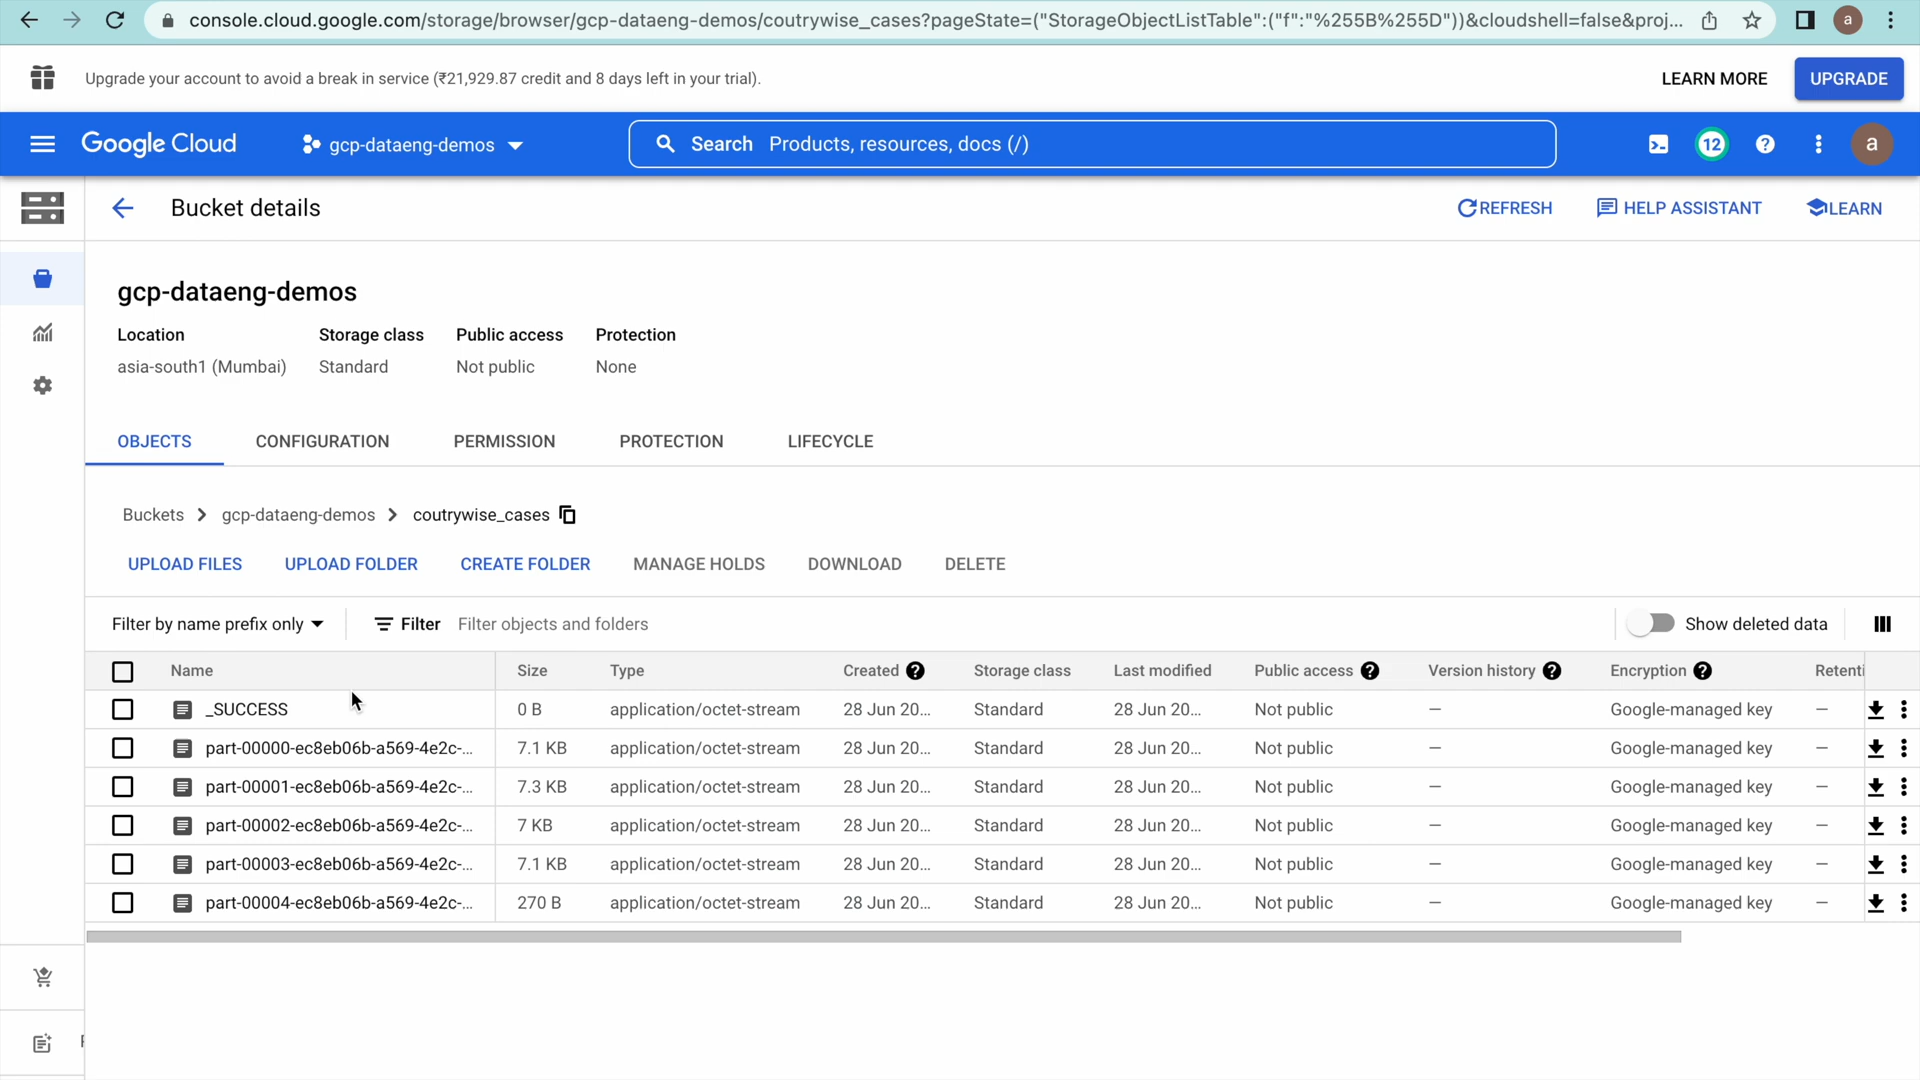 console.cloud.google.com/storage/browser/gcp-dataeng-demos/coutrywise_cases?pageState=("StorageObjectListTable":("f":"%255B%255D"))&cloudshell=false&proj... a
Upgrade your account to avoid a break in service (₹21,929.87 credit and 8 days left in your trial). LEARN MORE UPGRADE
Google Cloud gcp-dataeng-demos Search Products, resources, docs (/) 12 ? a
Bucket details REFRESH HELP ASSISTANT LEARN
gcp-dataeng-demos
Location Storage class Public access Protection
asia-south1 (Mumbai) Standard Not public None
OBJECTS CONFIGURATION PERMISSION PROTECTION LIFECYCLE
Buckets > gcp-dataeng-demos > coutrywise_cases
UPLOAD FILES UPLOAD FOLDER CREATE FOLDER MANAGE HOLDS DOWNLOAD DELETE
Filter by name prefix only Filter Filter objects and folders Show deleted data
Name Size Type Created ? Storage class Last modified Public access ? Version history ? Encryption ? Retenti
_SUCCESS 0 B application/octet-stream 28 Jun 20... Standard 28 Jun 20... Not public — Google-managed key —
part-00000-ec8eb06b-a569-4e2c-... 7.1 KB application/octet-stream 28 Jun 20... Standard 28 Jun 20... Not public — Google-managed key —
part-00001-ec8eb06b-a569-4e2c-... 7.3 KB application/octet-stream 28 Jun 20... Standard 28 Jun 20... Not public — Google-managed key —
part-00002-ec8eb06b-a569-4e2c-... 7 KB application/octet-stream 28 Jun 20... Standard 28 Jun 20... Not public — Google-managed key —
part-00003-ec8eb06b-a569-4e2c-... 7.1 KB application/octet-stream 28 Jun 20... Standard 28 Jun 20... Not public — Google-managed key —
part-00004-ec8eb06b-a569-4e2c-... 270 B application/octet-stream 28 Jun 20... Standard 28 Jun 20... Not public — Google-managed key —